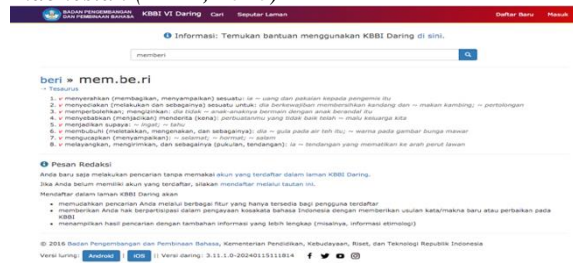 BADAN PENGEMBANGAN DAN PEMBINAAN BAHASA KBBI VI Daring Cari Seputar Laman Daftar Baru Masuk
Informasi: Temukan bantuan menggunakan KBBI Daring di sini.
memberi
beri » mem.be.ri
→ Tesaurus
1. v menyerahkan (membagikan, menyampaikan) sesuatu: ia ~ uang dan pakaian kepada pengemis itu
2. v menyediakan (melakukan dan sebagainya) sesuatu untuk: dia berkewajiban membersihkan kandang dan ~ makan kambing; ~ pertolongan
3. v memperbolehkan; mengizinkan: dia tidak ~ anak-anaknya bermain dengan anak berandal itu
4. v menyebabkan (menjadikan) menderita (kena): perbuatanmu yang tidak baik telah ~ malu keluarga kita
5. v menjadikan supaya: ~ ingat; ~ tahu
6. v membubuhi (meletakkan, mengenakan, dan sebagainya): dia ~ gula pada air teh itu; ~ warna pada gambar bunga mawar
7. v mengucapkan (menyampaikan): ~ selamat; ~ hormat; ~ salam
8. v melayangkan, mengirimkan, dan sebagainya (pukulan, tendangan): ia ~ tendangan yang mematikan ke arah perut lawan
Pesan Redaksi
Anda baru saja melakukan pencarian tanpa memakai akun yang terdaftar dalam laman KBBI Daring.
Jika Anda belum memiliki akun yang terdaftar, silakan mendaftar melalui tautan ini.
Mendaftar dalam laman KBBI Daring akan
• memudahkan pencarian Anda melalui berbagai fitur yang hanya tersedia bagi pengguna terdaftar
• memberikan Anda hak berpartisipasi dalam pengayaan kosakata bahasa Indonesia dengan memberikan usulan kata/makna baru atau perbaikan pada
KBBI
• menampilkan hasil pencarian dengan tambahan informasi yang lebih lengkap (misalnya, informasi etimologi)
© 2016 Badan Pengembangan dan Pembinaan Bahasa, Kementerian Pendidikan, Kebudayaan, Riset, dan Teknologi Republik Indonesia
Versi luring: Android | iOS || Versi daring: 3.11.1.0-20240115111814